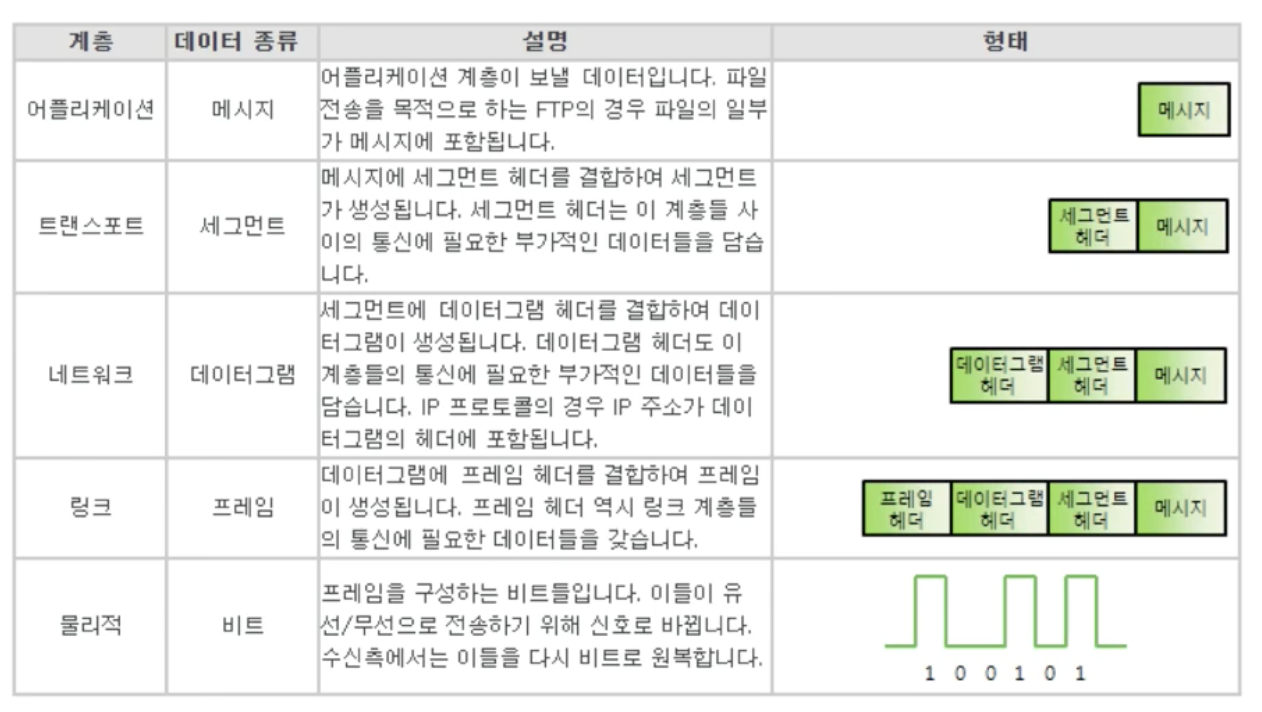 계층 데이터 종류 설명 형태
어플리케이션 메시지
어플리케이션 계층이 보낼 데이터입니다. 파일
전송을 목적으로 하는 FTP의 경우 파일의 일부
가 메시지에 포함됩니다.
메시지
트랜스포트 세그먼트
메시지에 세그먼트 헤더를 결합하여 세그먼트
가 생성됩니다. 세그먼트 헤더는 이 계층들 사
이의 통신에 필요한 부가적인 데이터들을 담습
니다.
세그먼트
헤더
메시지
네트워크 데이터그램
세그먼트에 데이터그램 헤더를 결합하여 데이
터그램이 생성됩니다. 데이터그램 헤더도 이
계층들의 통신에 필요한 부가적인 데이터들을
담습니다. IP 프로토콜의 경우 IP 주소가 데이
터그램의 헤더에 포함됩니다.
데이터그램
헤더
세그먼트
헤더
메시지
링크 프레임
데이터그램에 프레임 헤더를 결합하여 프레임
이 생성됩니다. 프레임 헤더 역시 링크 계층들
의 통신에 필요한 데이터들을 갖습니다.
프레임
헤더
데이터그램
헤더
세그먼트
헤더
메시지
물리적 비트
프레임을 구성하는 비트들입니다. 이들이 유
선/무선으로 전송하기 위해 신호로 바뀝니다.
수신측에서는 이들을 다시 비트로 원복합니다.
1 0 0 1 0 1